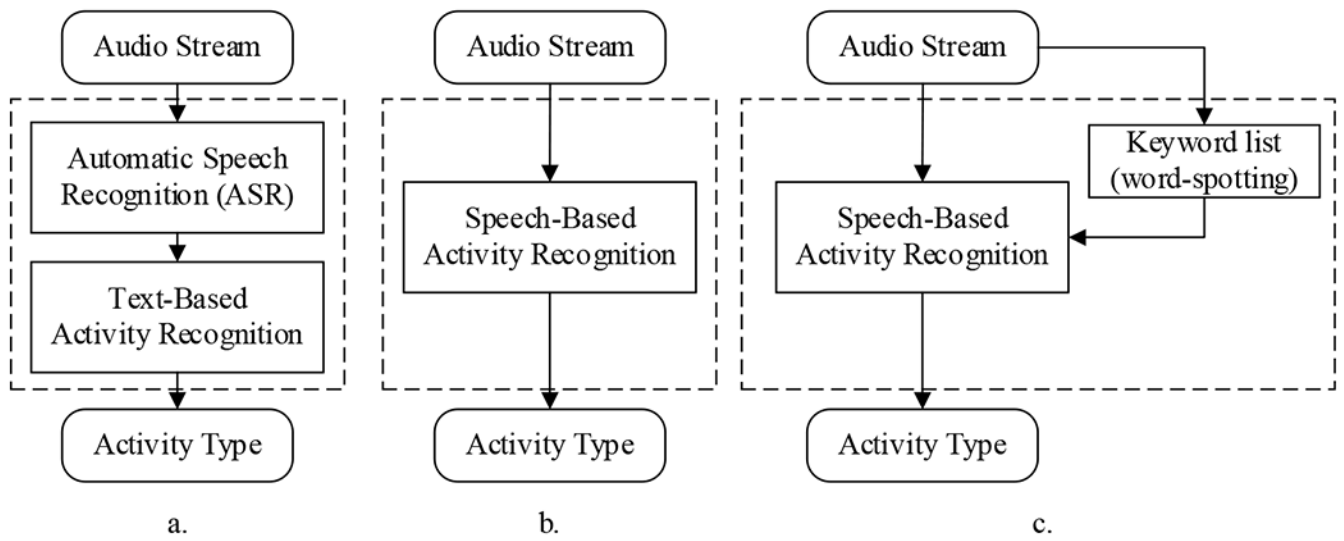 Audio Stream
Automatic Speech
Recognition (ASR)
Text-Based
Activity Recognition
Activity Type
a.
Audio Stream
Speech-Based
Activity Recognition
Activity Type
b.
Audio Stream
Keyword list
(word-spotting)
Speech-Based
Activity Recognition
Activity Type
c.